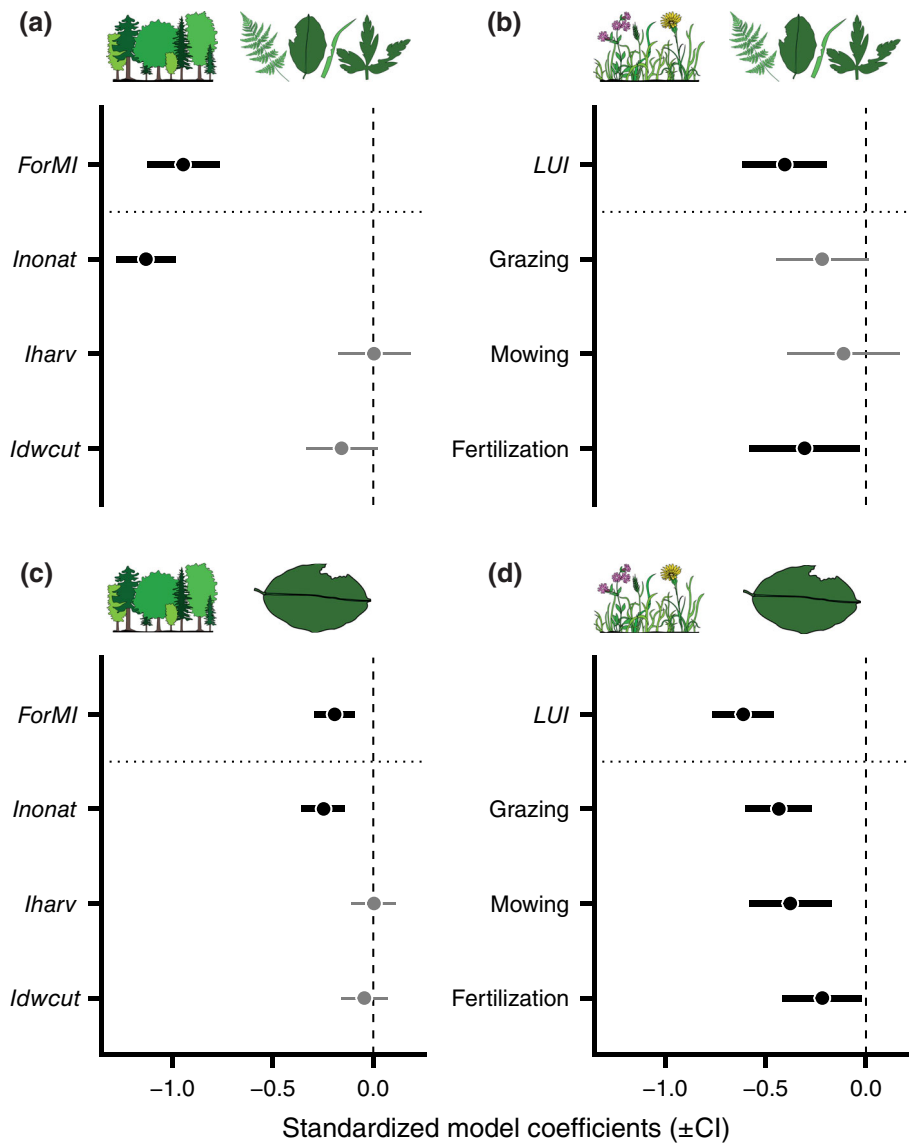 (a)
ForMI
Inonat
Iharv
Idwcut
(b)
LUI
Grazing
Mowing
Fertilization
(c)
ForMI
Inonat
Iharv
Idwcut
−1.0 −0.5 0.0
(d)
LUI
Grazing
Mowing
Fertilization
−1.0 −0.5 0.0
Standardized model coefficients (±CI)